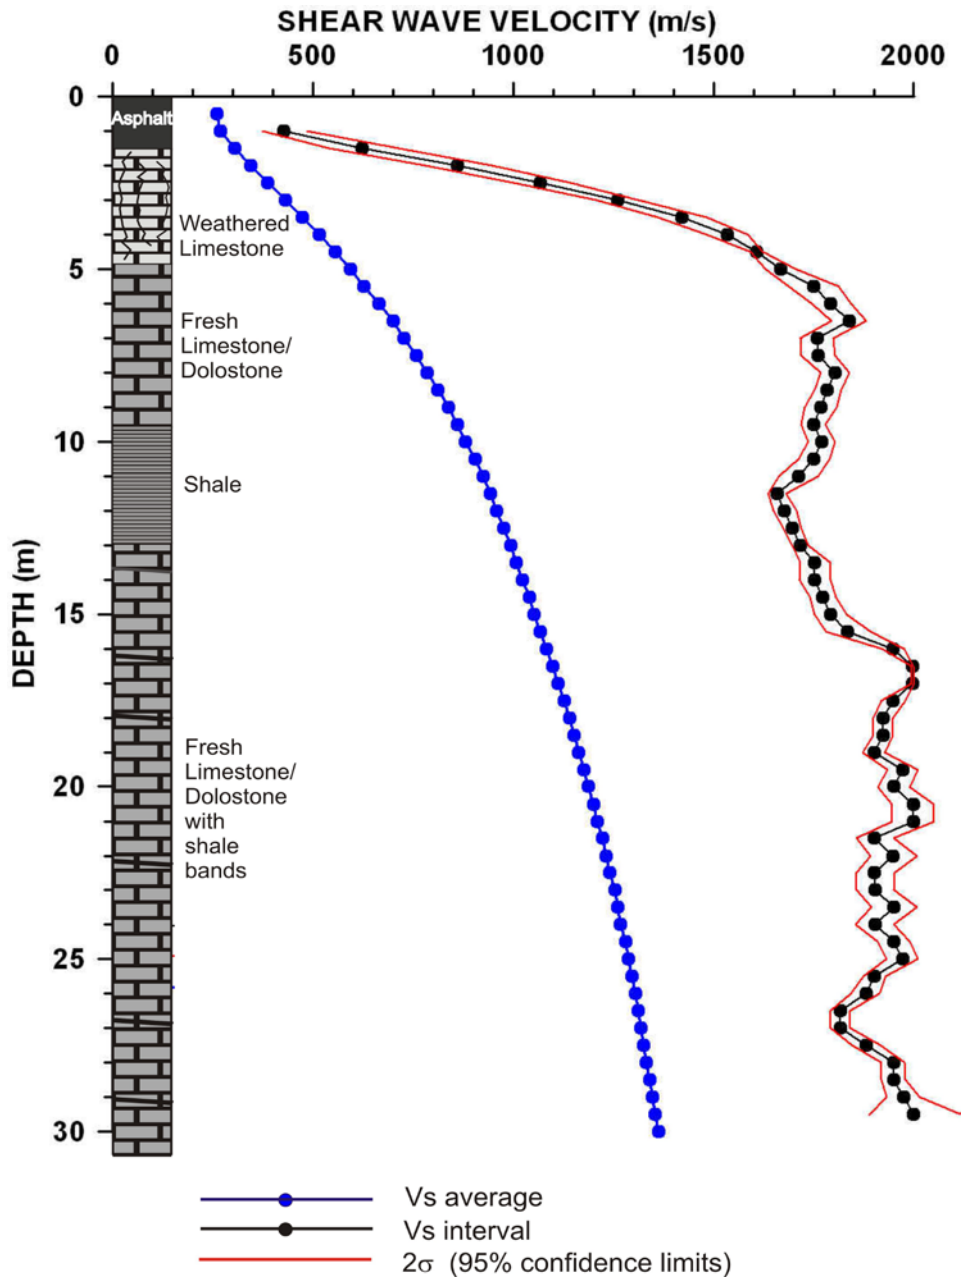 SHEAR WAVE VELOCITY (m/s)
0 500 1000 1500 2000
0
Asphalt
Weathered
Limestone
5
Fresh
Limestone/
Dolostone
10
Shale
DEPTH (m)
15
Fresh
Limestone/
Dolostone
with
shale
bands
20
25
30
Vs average
Vs interval
2σ (95% confidence limits)